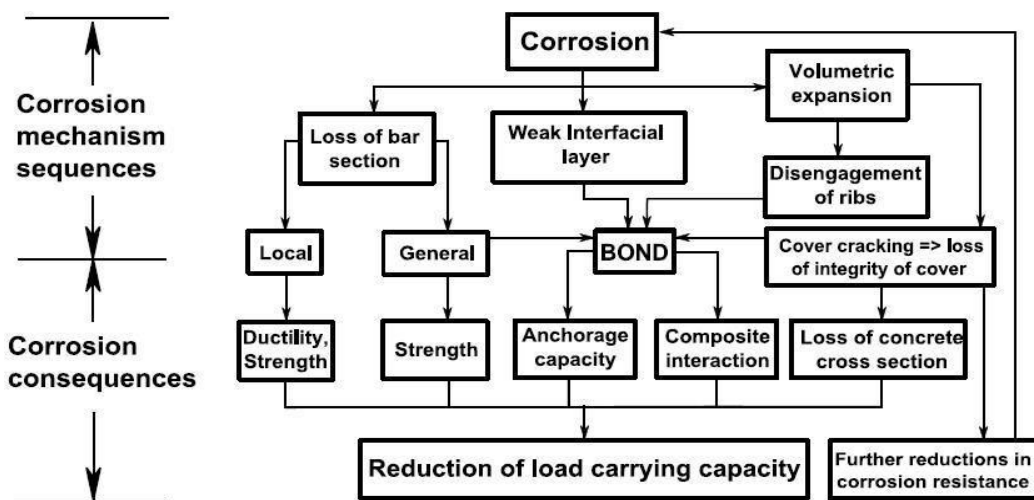 Corrosion
mechanism
sequences
Corrosion
consequences
Corrosion
Volumetric
expansion
Loss of bar
section
Weak Interfacial
layer
Disengagement
of ribs
Local
General
BOND
Cover cracking => loss
of integrity of cover
Ductility,
Strength
Strength
Anchorage
capacity
Composite
interaction
Loss of concrete
cross section
Reduction of load carrying capacity
Further reductions in
corrosion resistance